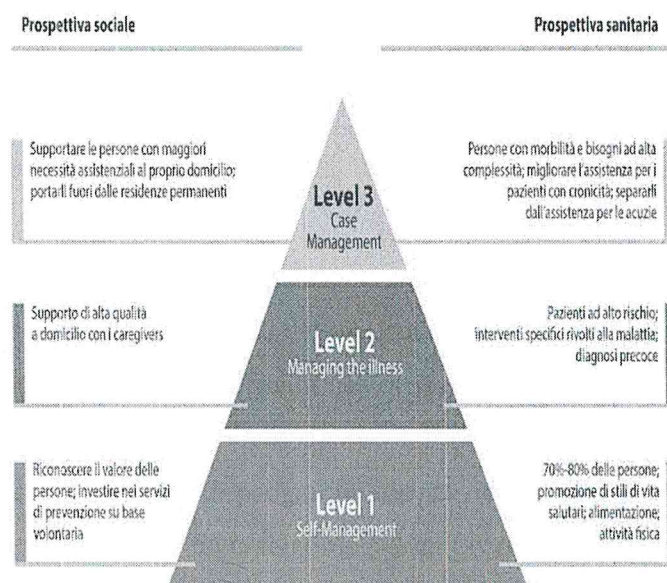 Prospettiva sociale
Prospettiva sanitaria
Supportare le persone con maggiori
necessità assistenziali al proprio domicilio;
portarli fuori dalle residenze permanenti
Level 3
Case
Management
Persone con morbilità e bisogni ad alta
complessità; migliorare l'assistenza per i
pazienti con cronicità; separarli
dall'assistenza per le acuzie
Supporto di alta qualità
a domicilio con i caregivers
Level 2
Managing the illness
Pazienti ad alto rischio;
interventi specifici rivolti alla malattia;
diagnosi precoce
Riconoscere il valore delle
persone; investire nei servizi
di prevenzione su base
volontaria
Level 1
Self-Management
70%-80% delle persone;
promozione di stili di vita
salutari; alimentazione;
attività fisica